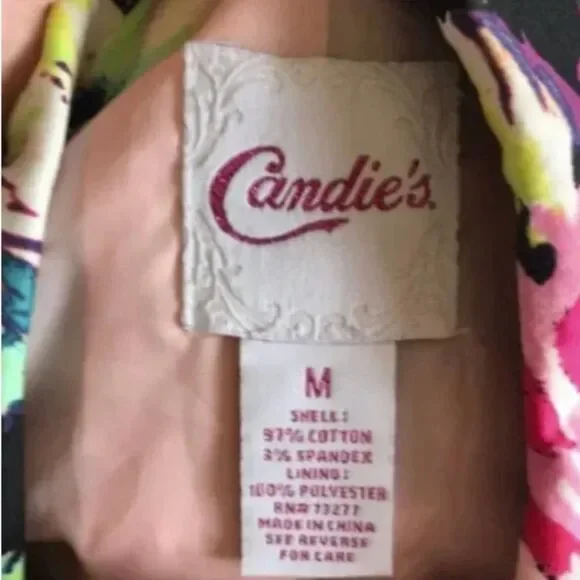 Candie's
M
SHELL:
97% COTTON
3% SPANDEX
LINING:
100% POLYESTER
RN# 73277
MADE IN CHINA
SEE REVERSE
FOR CARE